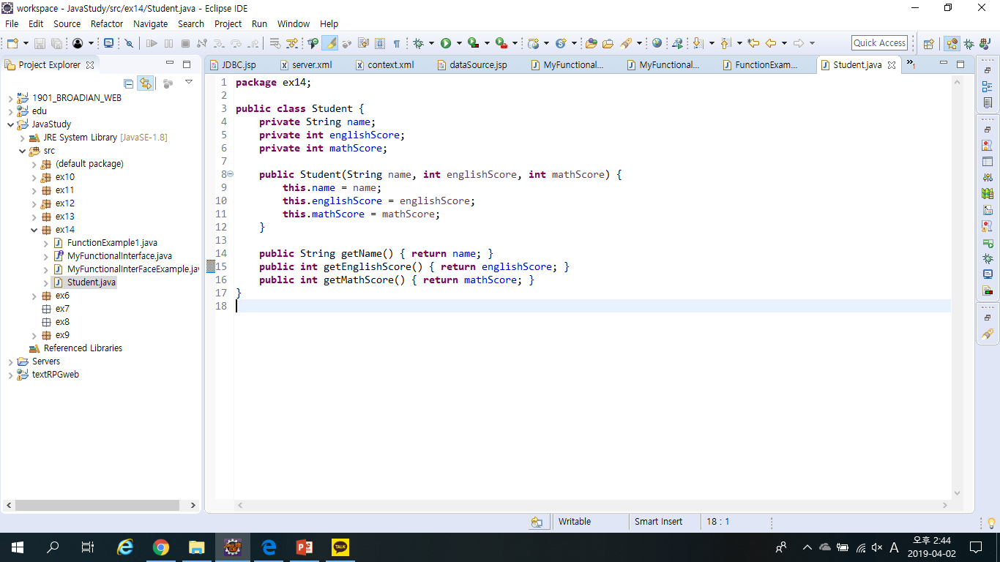 workspace - JavaStudy/src/ex14/Student.java - Eclipse IDE
File Edit Source Refactor Navigate Search Project Run Window Help
Quick Access
Project Explorer
JDBC.jsp server.xml context.xml dataSource.jsp MyFunctional... MyFunctional... FunctionExam... Student.java »1
1901_BROADIAN_WEB
edu
JavaStudy
JRE System Library [JavaSE-1.8]
src
(default package)
ex10
ex11
ex12
ex13
ex14
FunctionExample1.java
MyFunctionalInterface.java
MyFunctionalInterFaceExample.jav
Student.java
ex6
ex7
ex8
ex9
Referenced Libraries
Servers
textRPGweb
1 package ex14;
2
3 public class Student {
4 private String name;
5 private int englishScore;
6 private int mathScore;
7
8 public Student(String name, int englishScore, int mathScore) {
9 this.name = name;
10 this.englishScore = englishScore;
11 this.mathScore = mathScore;
12 }
13
14 public String getName() { return name; }
15 public int getEnglishScore() { return englishScore; }
16 public int getMathScore() { return mathScore; }
17 }
18
Writable Smart Insert 18 : 1
JAVA EE IDE
TALK
A
오후 2:44
2019-04-02